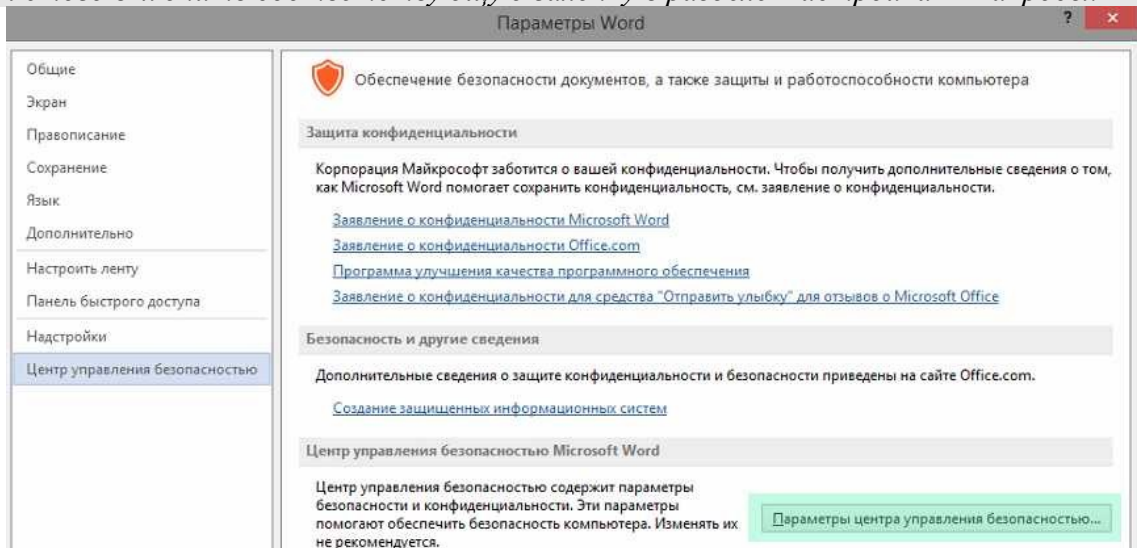 Параметры Word
?
Общие
Экран
Правописание
Сохранение
Язык
Дополнительно
Настроить ленту
Панель быстрого доступа
Надстройки
Центр управления безопасностью
Обеспечение безопасности документов, а также защиты и работоспособности компьютера
Защита конфиденциальности
Корпорация Майкрософт заботится о вашей конфиденциальности. Чтобы получить дополнительные сведения о том,
как Microsoft Word помогает сохранить конфиденциальность, см. заявление о конфиденциальности.
Заявление о конфиденциальности Microsoft Word
Заявление о конфиденциальности Office.com
Программа улучшения качества программного обеспечения
Заявление о конфиденциальности для средства "Отправить улыбку" для отзывов о Microsoft Office
Безопасность и другие сведения
Дополнительные сведения о защите конфиденциальности и безопасности приведены на сайте Office.com.
Создание защищенных информационных систем
Центр управления безопасностью Microsoft Word
Центр управления безопасностью содержит параметры
безопасности и конфиденциальности. Эти параметры
помогают обеспечить безопасность компьютера. Изменять их
не рекомендуется.
Параметры центра управления безопасностью...